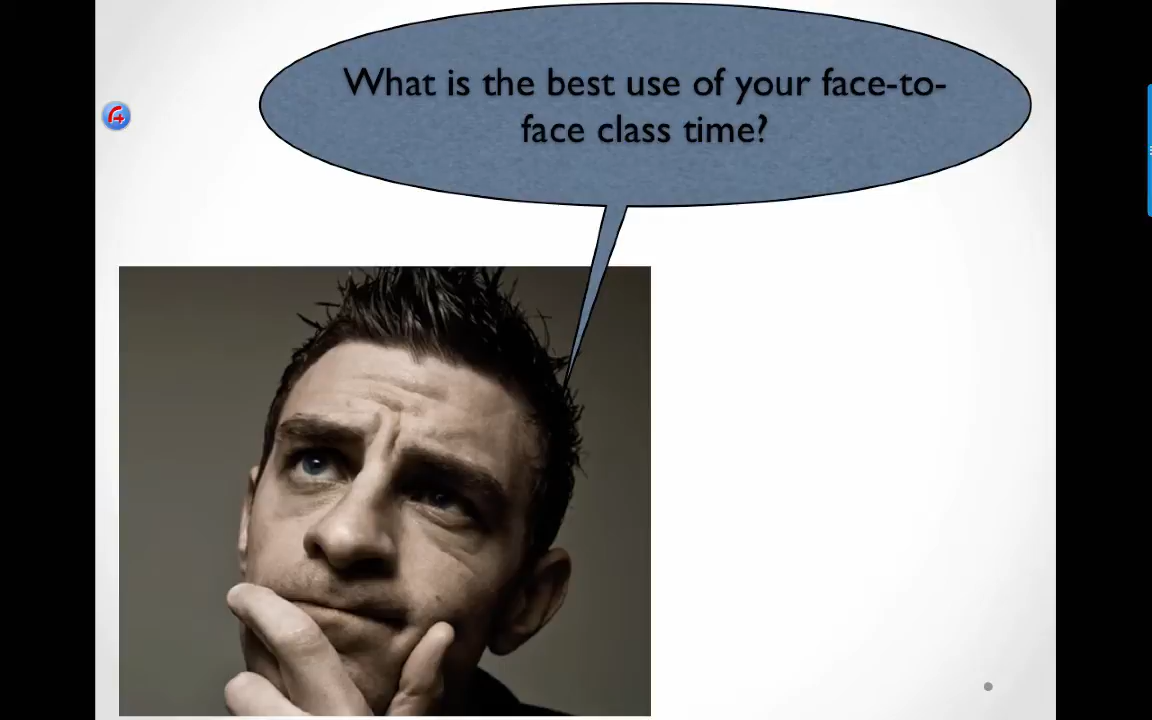 What is the best use of your face-to-
face class time?